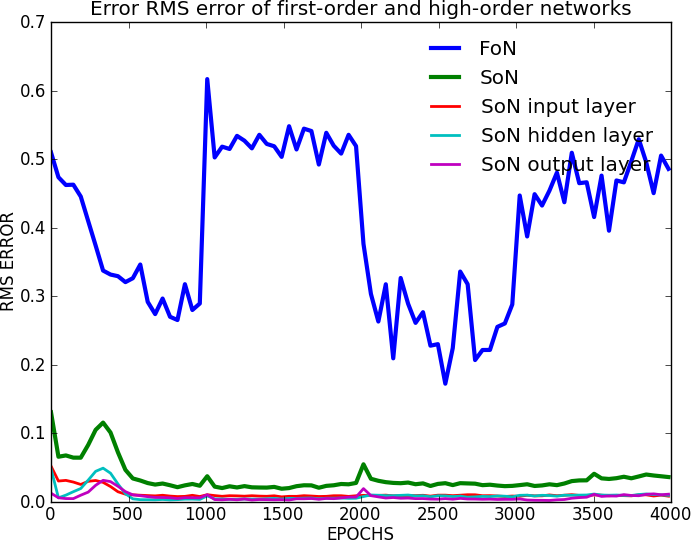 Error RMS error of first-order and high-order networks
0.7
0.6
0.5
0.4
0.3
0.2
0.1
0.0
RMS ERROR
FoN
SoN
SoN input layer
SoN hidden layer
SoN output layer
0 500 1000 1500 2000 2500 3000 3500 4000
EPOCHS